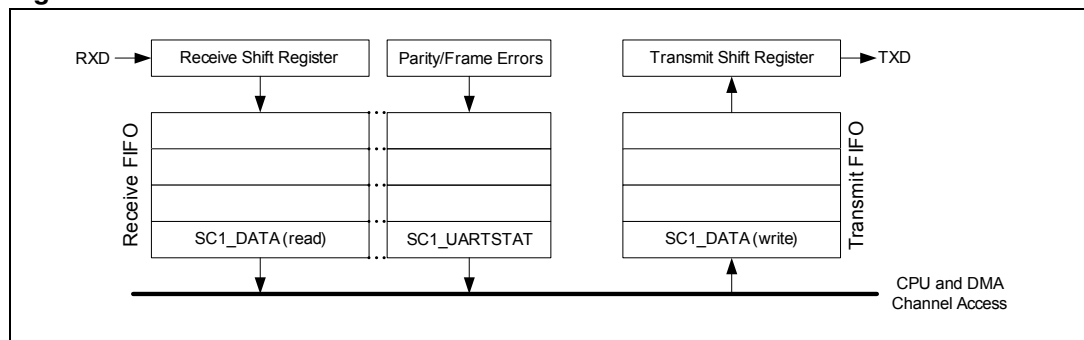 RXD
Receive Shift Register
Parity/Frame Errors
Transmit Shift Register
TXD
Receive FIFO
Transmit FIFO
SC1_DATA (read)
SC1_UARTSTAT
SC1_DATA (write)
CPU and DMA
Channel Access